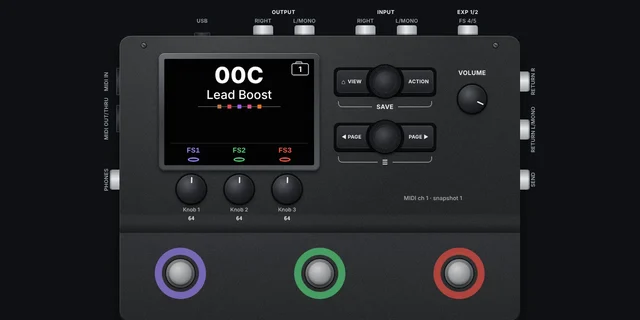 USB
OUTPUT
RIGHT
L/MONO
INPUT
RIGHT
L/MONO
EXP 1/2
FS 4/5
MIDI IN
MIDI OUT/THRU
PHONES
00C
1
Lead Boost
FS1
FS2
FS3
Knob 1
Knob 2
Knob 3
64
64
64
VIEW
ACTION
SAVE
PAGE
PAGE
VOLUME
RETURN R
RETURN L/MONO
SEND
MIDI ch 1 · snapshot 1